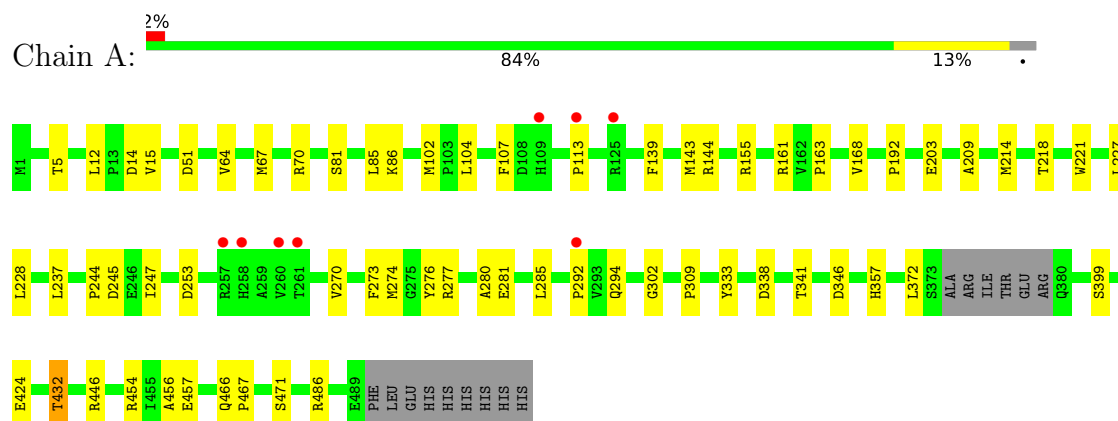 2%
Chain A:
84% 13% •
M1 T5 L12 P13 D14 V15 D51 V64 M67 R70 S81 L85 K86 M102 P103 L104 F107 D108 H109 P113 R125 F139 M143 R144 R155 R161 V162 P163 V168 P192 E203 A209 M214 T218 W221 L227
L228 L237 P244 D245 E246 I247 D253 R257 H258 A259 V260 T261 V270 F273 M274 G275 Y276 R277 A280 E281 L285 P292 V293 Q294 G302 P309 Y333 D338 T341 D346 H357 L372 S373 ALA ARG ILE THR GLU ARG Q380 S399
E424 T432 R446 R454 I455 A456 E457 Q466 P467 S471 R486 E489 PHE LEU GLU HIS HIS HIS HIS HIS HIS